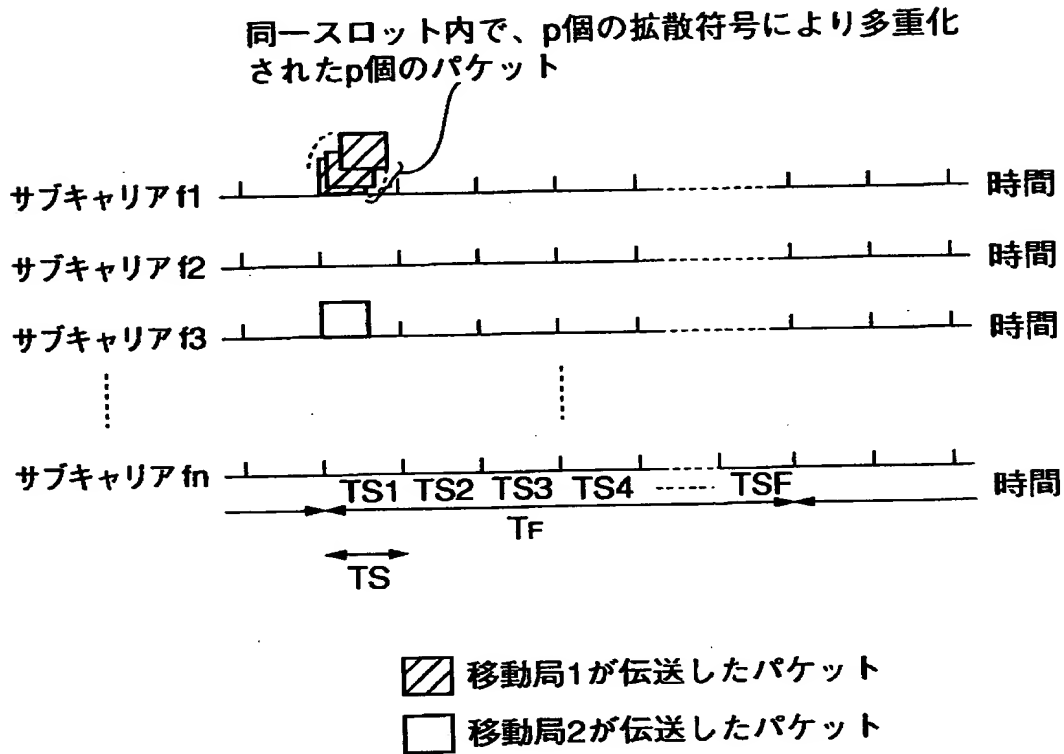 同一スロット内で、p個の拡散符号により多重化
されたp個のパケット
サブキャリアf1
時間
サブキャリアf2
時間
サブキャリアf3
時間
サブキャリアfn
時間
TS1 TS2 TS3 TS4 TSF
TF
TS
移動局1が伝送したパケット
移動局2が伝送したパケット